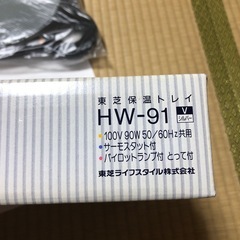 東芝保温トレイ
HW-91 V シルバー
100V 90W 50/60Hz共用
サーモスタット付
パイロットランプ付 とって付
東芝ライフスタイル株式会社